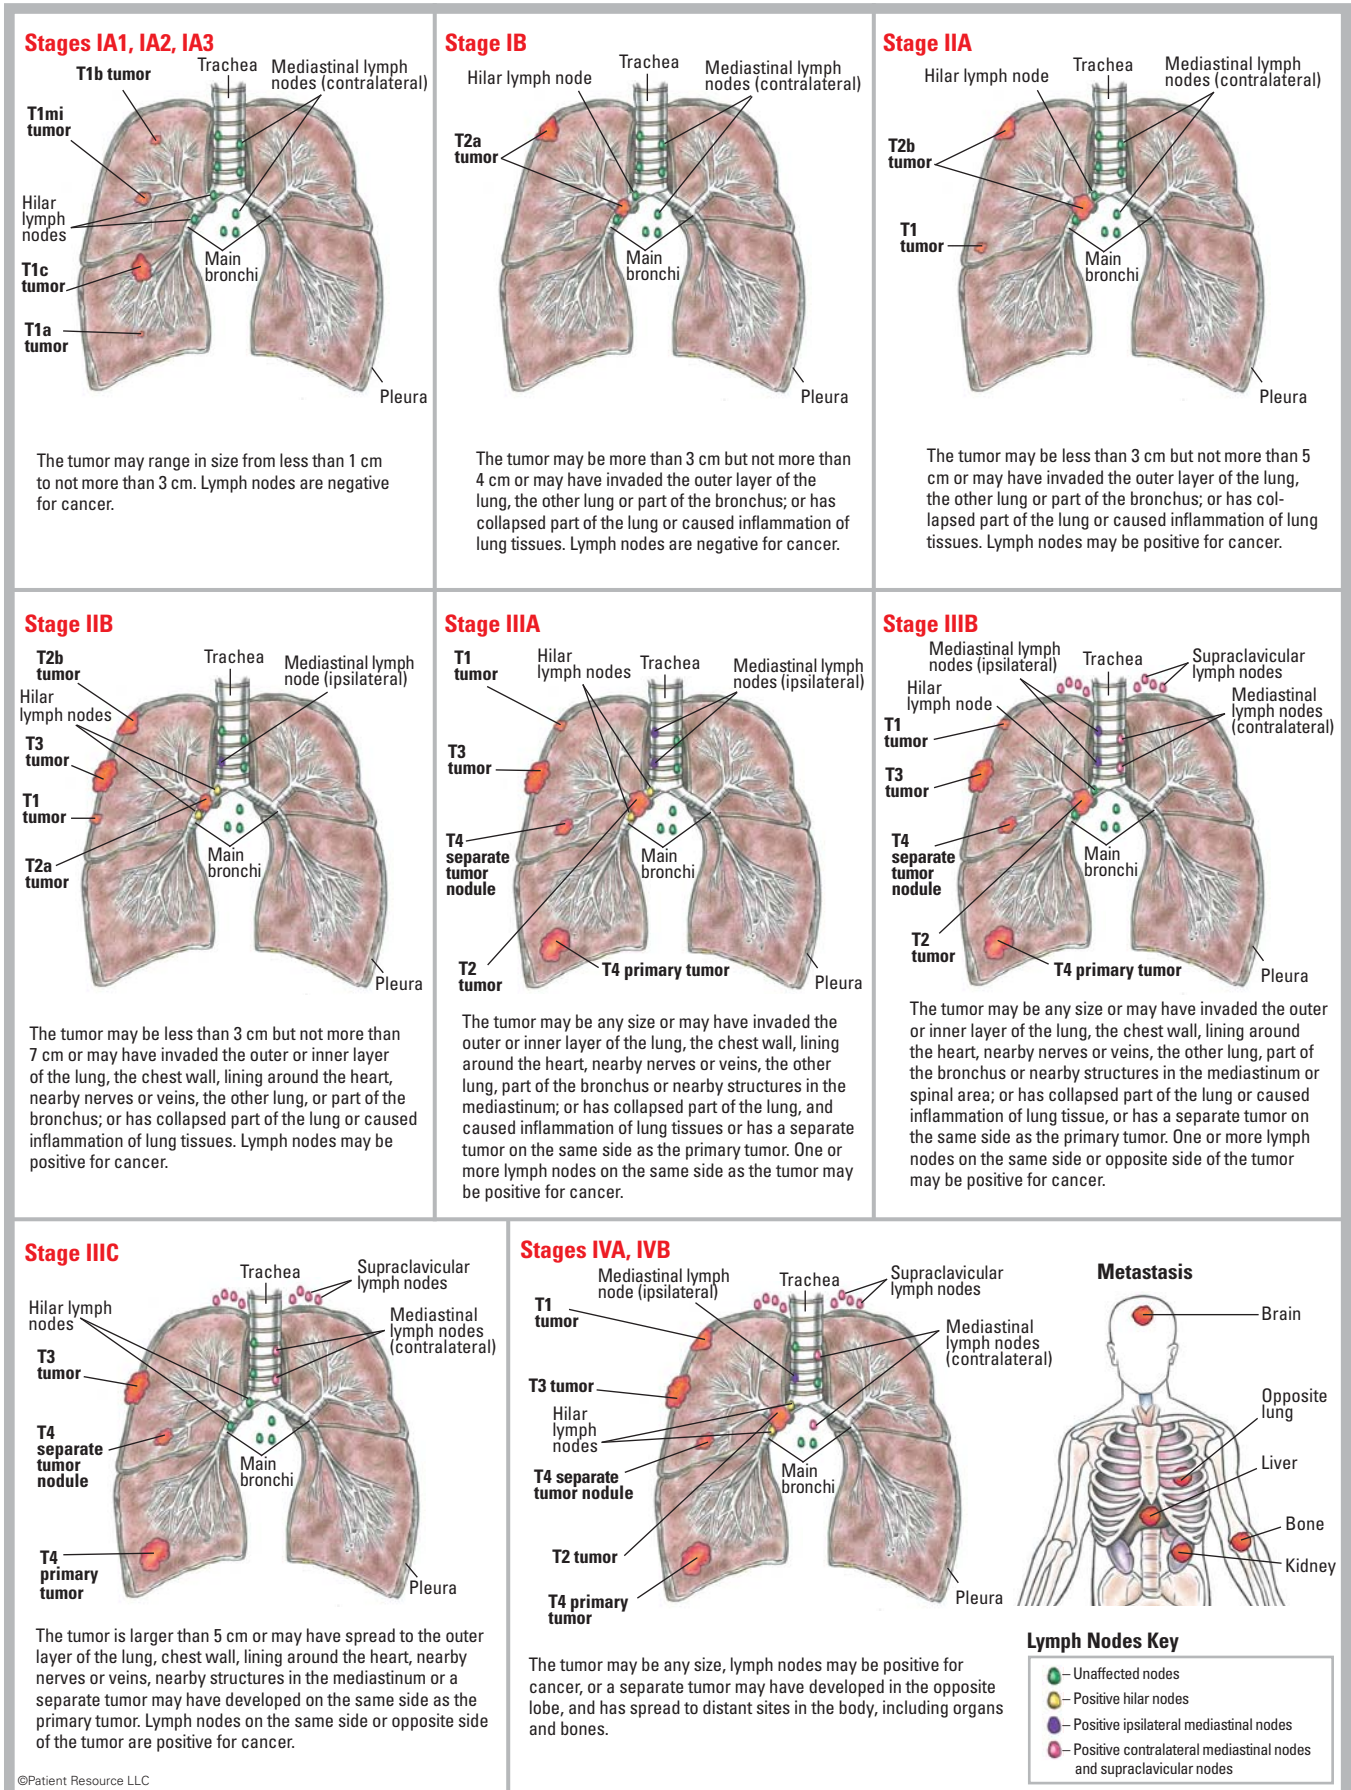 Stages IA1, IA2, IA3
T1b tumor
Trachea
Mediastinal lymph
nodes (contralateral)
T1mi
tumor
Hilar
lymph
nodes
T1c
tumor
T1a
tumor
Main
bronchi
Pleura
The tumor may range in size from less than 1 cm
to not more than 3 cm. Lymph nodes are negative
for cancer.
Stage IB
Hilar lymph node
Trachea
Mediastinal lymph
nodes (contralateral)
T2a
tumor
Main
bronchi
Pleura
The tumor may be more than 3 cm but not more than
4 cm or may have invaded the outer layer of the
lung, the other lung or part of the bronchus; or has
collapsed part of the lung or caused inflammation of
lung tissues. Lymph nodes are negative for cancer.
Stage IIA
Hilar lymph node
Trachea
Mediastinal lymph
nodes (contralateral)
T2b
tumor
T1
tumor
Main
bronchi
Pleura
The tumor may be less than 3 cm but not more than 5
cm or may have invaded the outer layer of the lung,
the other lung or part of the bronchus; or has col-
lapsed part of the lung or caused inflammation of lung
tissues. Lymph nodes may be positive for cancer.
Stage IIB
T2b
tumor
Trachea
Mediastinal lymph
node (ipsilateral)
Hilar
lymph nodes
T3
tumor
T1
tumor
T2a
tumor
Main
bronchi
Pleura
The tumor may be less than 3 cm but not more than
7 cm or may have invaded the outer or inner layer
of the lung, the chest wall, lining around the heart,
nearby nerves or veins, the other lung, or part of the
bronchus; or has collapsed part of the lung or caused
inflammation of lung tissues. Lymph nodes may be
positive for cancer.
Stage IIIA
T1
tumor
Hilar
lymph nodes
Trachea
Mediastinal lymph
nodes (ipsilateral)
T3
tumor
T4
separate
tumor
nodule
Main
bronchi
T2
tumor
T4 primary tumor
Pleura
The tumor may be any size or may have invaded the
outer or inner layer of the lung, the chest wall, lining
around the heart, nearby nerves or veins, the other
lung, part of the bronchus or nearby structures in the
mediastinum; or has collapsed part of the lung, and
caused inflammation of lung tissues or has a separate
tumor on the same side as the primary tumor. One or
more lymph nodes on the same side as the tumor may
be positive for cancer.
Stage IIIB
Mediastinal lymph
nodes (ipsilateral)
Trachea
Supraclavicular
lymph nodes
Hilar
lymph node
Mediastinal
lymph nodes
(contralateral)
T1
tumor
T3
tumor
T4
separate
tumor
nodule
Main
bronchi
T2
tumor
T4 primary tumor
Pleura
The tumor may be any size or may have invaded the outer
or inner layer of the lung, the chest wall, lining around
the heart, nearby nerves or veins, the other lung, part of
the bronchus or nearby structures in the mediastinum or
spinal area; or has collapsed part of the lung or caused
inflammation of lung tissue, or has a separate tumor on
the same side as the primary tumor. One or more lymph
nodes on the same side or opposite side of the tumor
may be positive for cancer.
Stage IIIC
Trachea
Supraclavicular
lymph nodes
Hilar lymph
nodes
Mediastinal
lymph nodes
(contralateral)
T3
tumor
T4
separate
tumor
nodule
Main
bronchi
T4
primary
tumor
Pleura
The tumor is larger than 5 cm or may have spread to the outer
layer of the lung, chest wall, lining around the heart, nearby
nerves or veins, nearby structures in the mediastinum or a
separate tumor may have developed on the same side as the
primary tumor. Lymph nodes on the same side or opposite side
of the tumor are positive for cancer.
Stages IVA, IVB
Mediastinal lymph
node (ipsilateral)
Trachea
Supraclavicular
lymph nodes
T1
tumor
Mediastinal
lymph nodes
(contralateral)
T3 tumor
Hilar
lymph
nodes
T4 separate
tumor nodule
Main
bronchi
T2 tumor
T4 primary
tumor
Pleura
The tumor may be any size, lymph nodes may be positive for
cancer, or a separate tumor may have developed in the opposite
lobe, and has spread to distant sites in the body, including organs
and bones.
Metastasis
Brain
Opposite
lung
Liver
Bone
Kidney
Lymph Nodes Key
– Unaffected nodes
– Positive hilar nodes
– Positive ipsilateral mediastinal nodes
– Positive contralateral mediastinal nodes
and supraclavicular nodes
©Patient Resource LLC